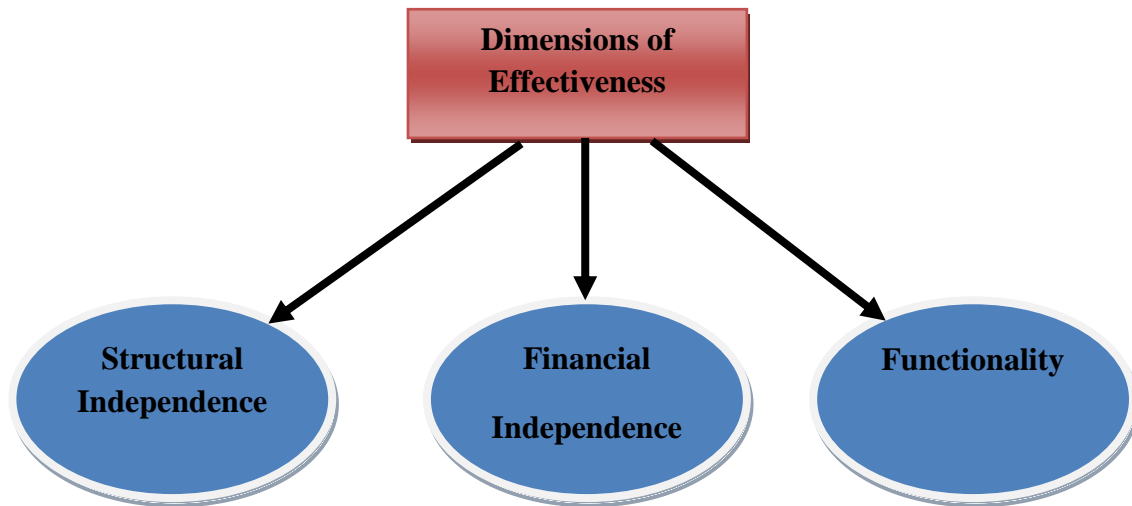 Dimensions of
Effectiveness
Structural
Independence
Financial
Independence
Functionality